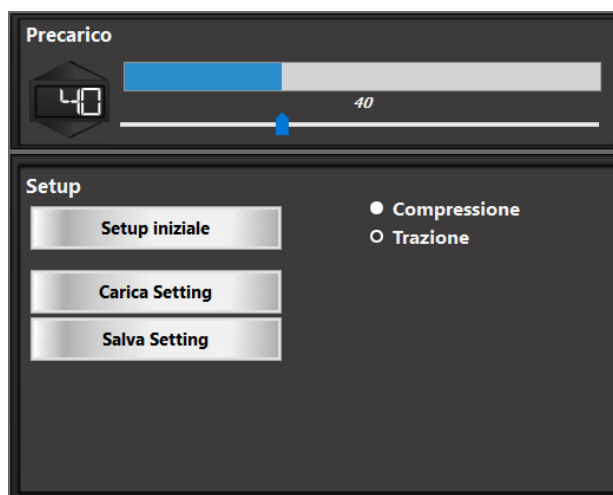 Precarico
40
40
Setup
Setup iniziale
Compressione
Trazione
Carica Setting
Salva Setting